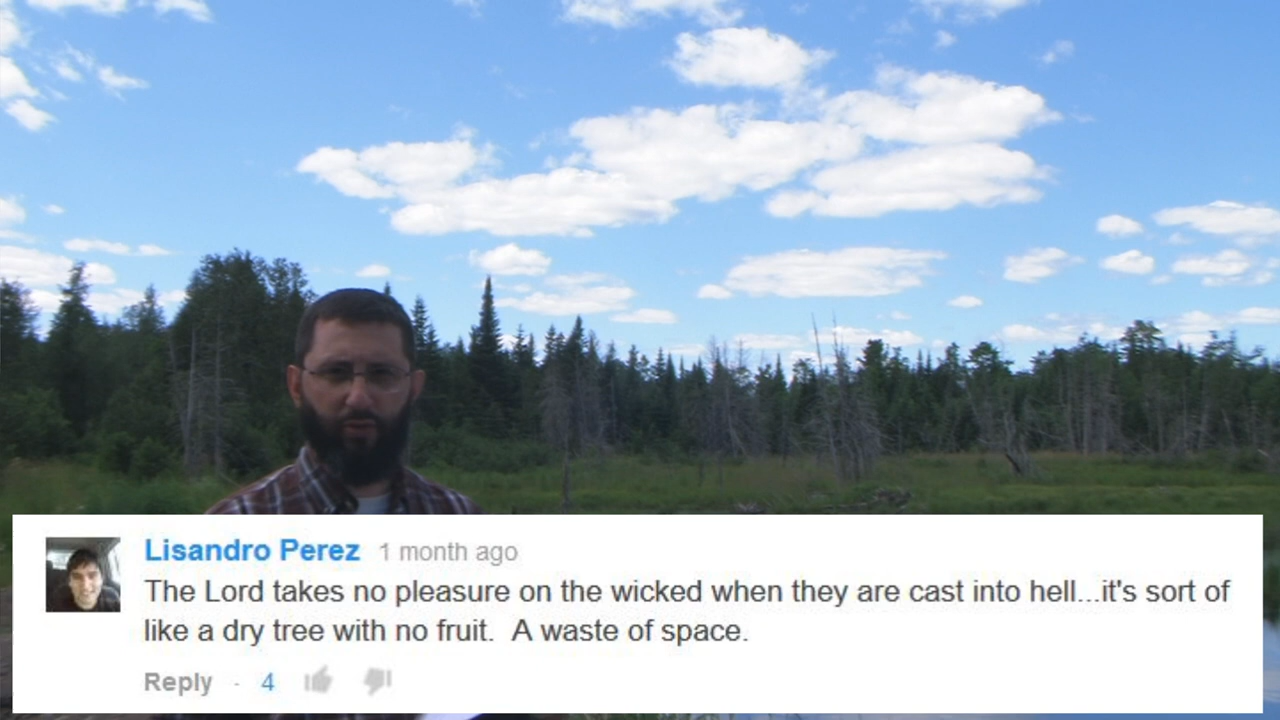 Lisandro Perez 1 month ago
The Lord takes no pleasure on the wicked when they are cast into hell...it's sort of
like a dry tree with no fruit. A waste of space.
Reply · 4